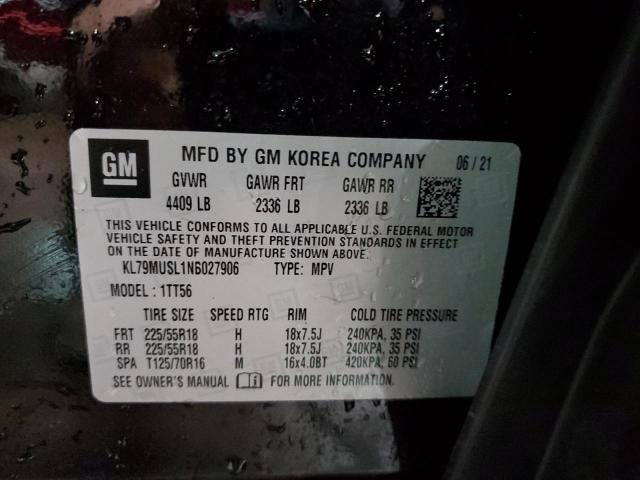 GM MFD BY GM KOREA COMPANY 06 / 21
GVWR GAWR FRT GAWR RR
4409 LB 2336 LB 2336 LB
THIS VEHICLE CONFORMS TO ALL APPLICABLE U.S. FEDERAL MOTOR
VEHICLE SAFETY AND THEFT PREVENTION STANDARDS IN EFFECT
ON THE DATE OF MANUFACTURE SHOWN ABOVE.
KL79MUSL1NB027906 TYPE: MPV
MODEL: 1TT56
TIRE SIZE SPEED RTG RIM COLD TIRE PRESSURE
FRT 225/55R18 H 18x7.5J 240KPA, 35 PSI
RR 225/55R18 H 18x7.5J 240KPA, 35 PSI
SPA T125/70R16 M 16x4.0BT 420KPA, 60 PSI
SEE OWNER'S MANUAL FOR MORE INFORMATION.